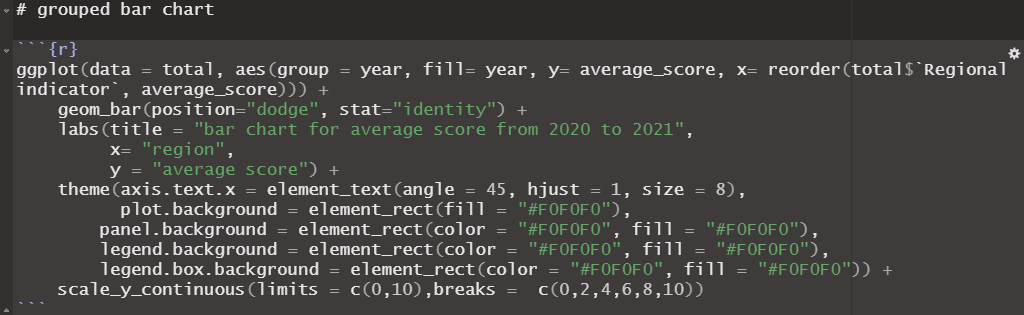 # grouped bar chart
```{r}
ggplot(data = total, aes(group = year, fill= year, y= average_score, x= reorder(total$`Regional
indicator`, average_score))) +
    geom_bar(position="dodge", stat="identity") +
    labs(title = "bar chart for average score from 2020 to 2021",
         x= "region",
         y = "average score") +
    theme(axis.text.x = element_text(angle = 45, hjust = 1, size = 8),
          plot.background = element_rect(fill = "#F0F0F0"),
        panel.background = element_rect(color = "#F0F0F0", fill = "#F0F0F0"),
        legend.background = element_rect(color = "#F0F0F0", fill = "#F0F0F0"),
        legend.box.background = element_rect(color = "#F0F0F0", fill = "#F0F0F0")) +
    scale_y_continuous(limits = c(0,10),breaks =  c(0,2,4,6,8,10))
```